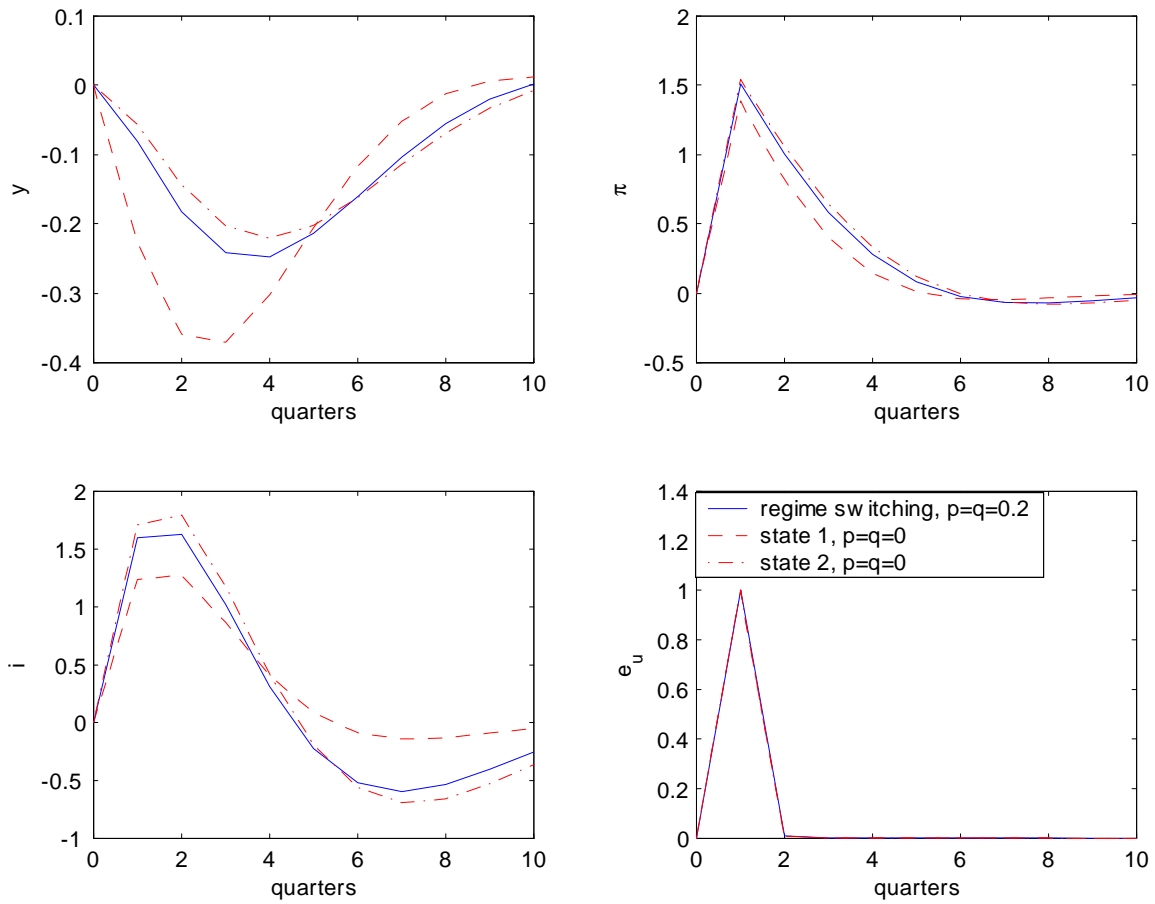 0.1
0
-0.1
-0.2
-0.3
-0.4
y
0 2 4 6 8 10
quarters
2
1.5
1
0.5
0
-0.5
π
0 2 4 6 8 10
quarters
2
1.5
1
0.5
0
-0.5
-1
i
0 2 4 6 8 10
quarters
1.4
1.2
1
0.8
0.6
0.4
0.2
0
e_u
regime sw itching, p=q=0.2
state 1, p=q=0
state 2, p=q=0
0 2 4 6 8 10
quarters